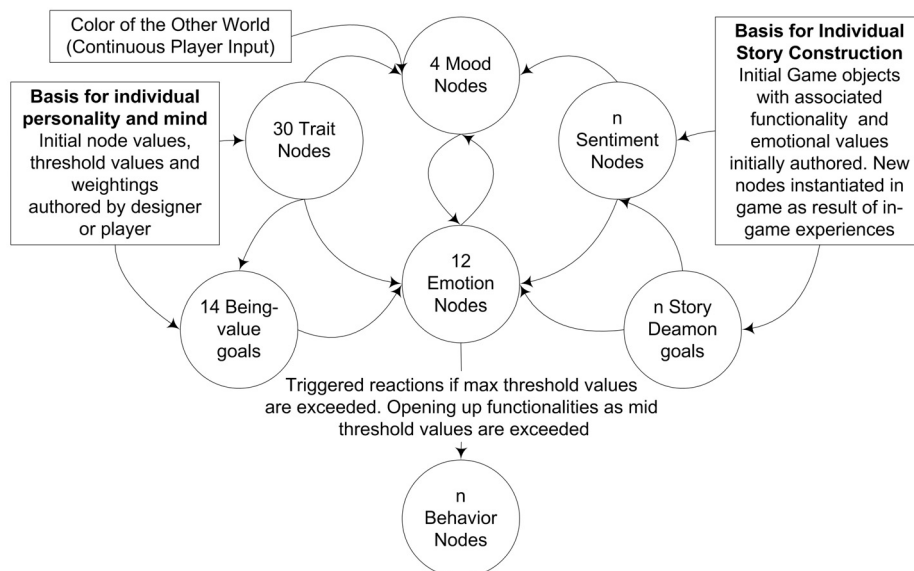 Color of the Other World
(Continuous Player Input)
4 Mood
Nodes
Basis for Individual
Story Construction
Initial Game objects
with associated
functionality and
emotional values
initially authored. New
nodes instantiated in
game as result of in-
game experiences
Basis for individual
personality and mind
Initial node values,
threshold values and
weightings
authored by designer
or player
30 Trait
Nodes
n
Sentiment
Nodes
12
Emotion
Nodes
14 Being-
value
goals
n Story
Deamon
goals
Triggered reactions if max threshold values
are exceeded. Opening up functionalities as mid
threshold values are exceeded
n
Behavior
Nodes